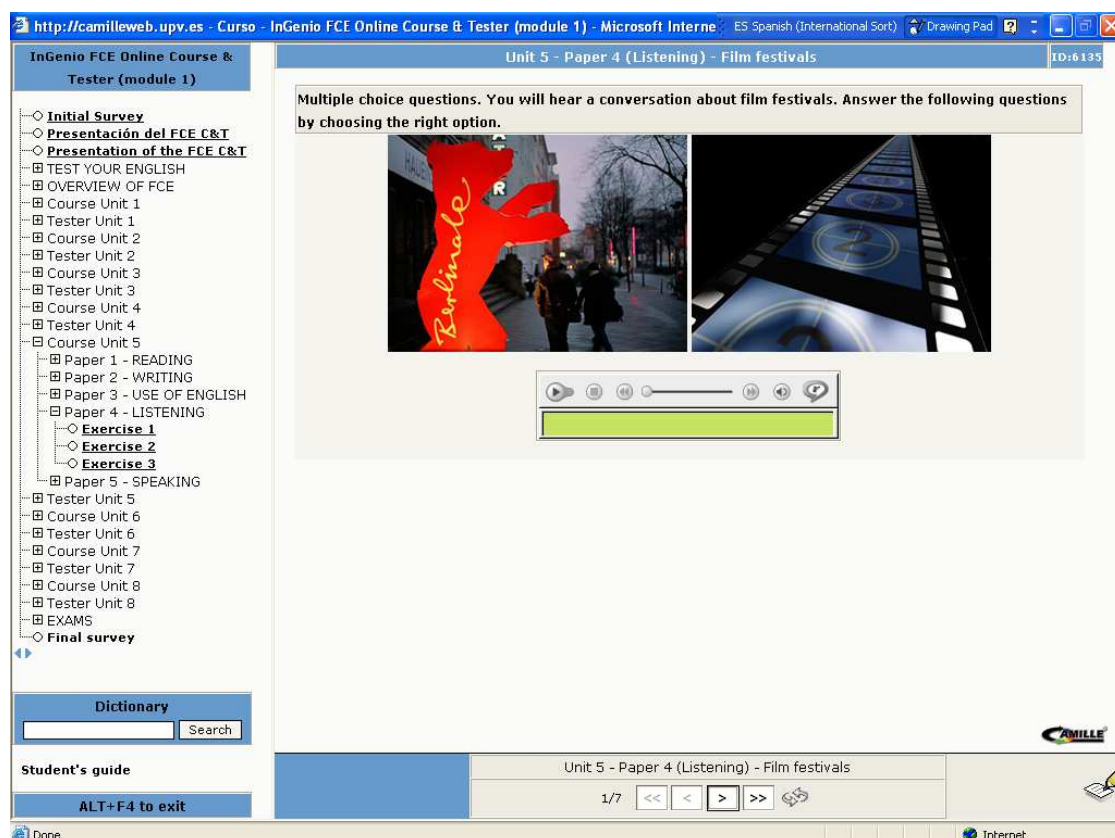 http://camilleweb.upv.es - Curso - InGenio FCE Online Course & Tester (module 1) - Microsoft Interne
ES Spanish (International Sort)
Drawing Pad
InGenio FCE Online Course &
Tester (module 1)
Unit 5 - Paper 4 (Listening) - Film festivals
ID:6135
Initial Survey
Presentación del FCE C&T
Presentation of the FCE C&T
TEST YOUR ENGLISH
OVERVIEW OF FCE
Course Unit 1
Tester Unit 1
Course Unit 2
Tester Unit 2
Course Unit 3
Tester Unit 3
Course Unit 4
Tester Unit 4
Course Unit 5
Paper 1 - READING
Paper 2 - WRITING
Paper 3 - USE OF ENGLISH
Paper 4 - LISTENING
Exercise 1
Exercise 2
Exercise 3
Paper 5 - SPEAKING
Tester Unit 5
Course Unit 6
Tester Unit 6
Course Unit 7
Tester Unit 7
Course Unit 8
Tester Unit 8
EXAMS
Final survey
Dictionary
Search
Student's guide
ALT+F4 to exit
Multiple choice questions. You will hear a conversation about film festivals. Answer the following questions
by choosing the right option.
Berlinale
2
CAMILLE
Unit 5 - Paper 4 (Listening) - Film festivals
1/7 << < > >>
Done
Internet